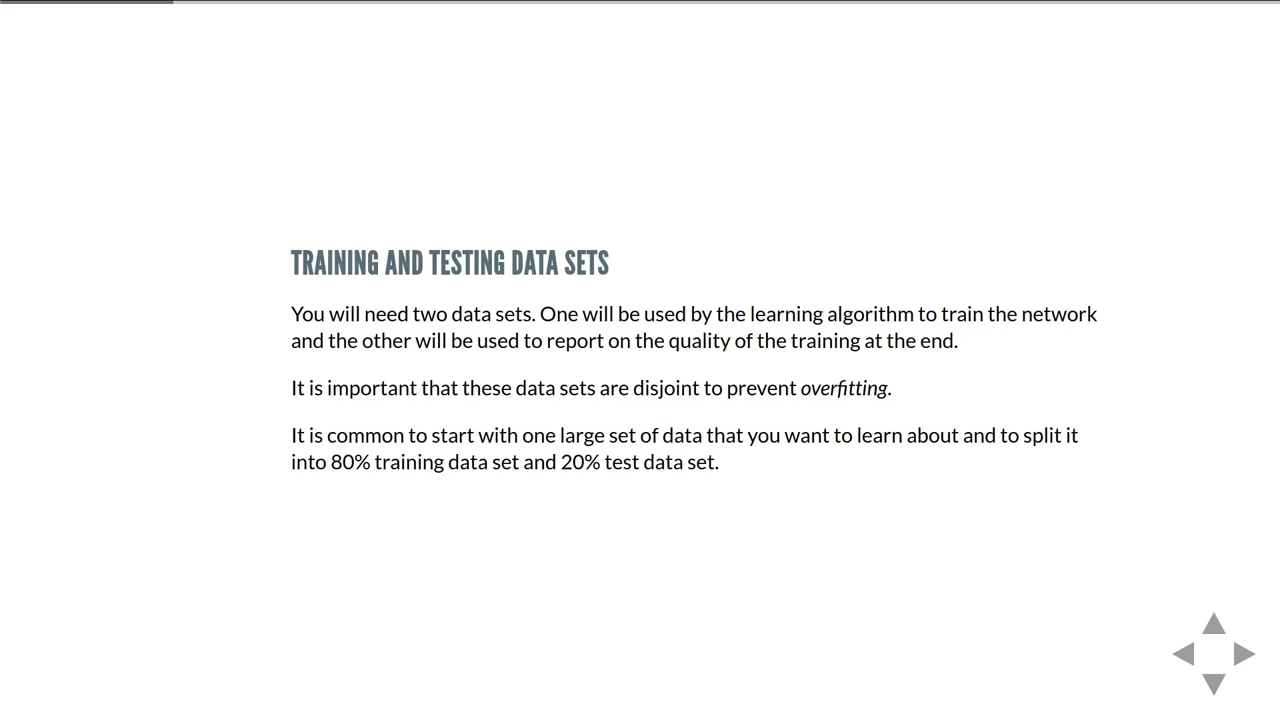 TRAINING AND TESTING DATA SETS
You will need two data sets. One will be used by the learning algorithm to train the network
and the other will be used to report on the quality of the training at the end.
It is important that these data sets are disjoint to prevent overfitting.
It is common to start with one large set of data that you want to learn about and to split it
into 80% training data set and 20% test data set.